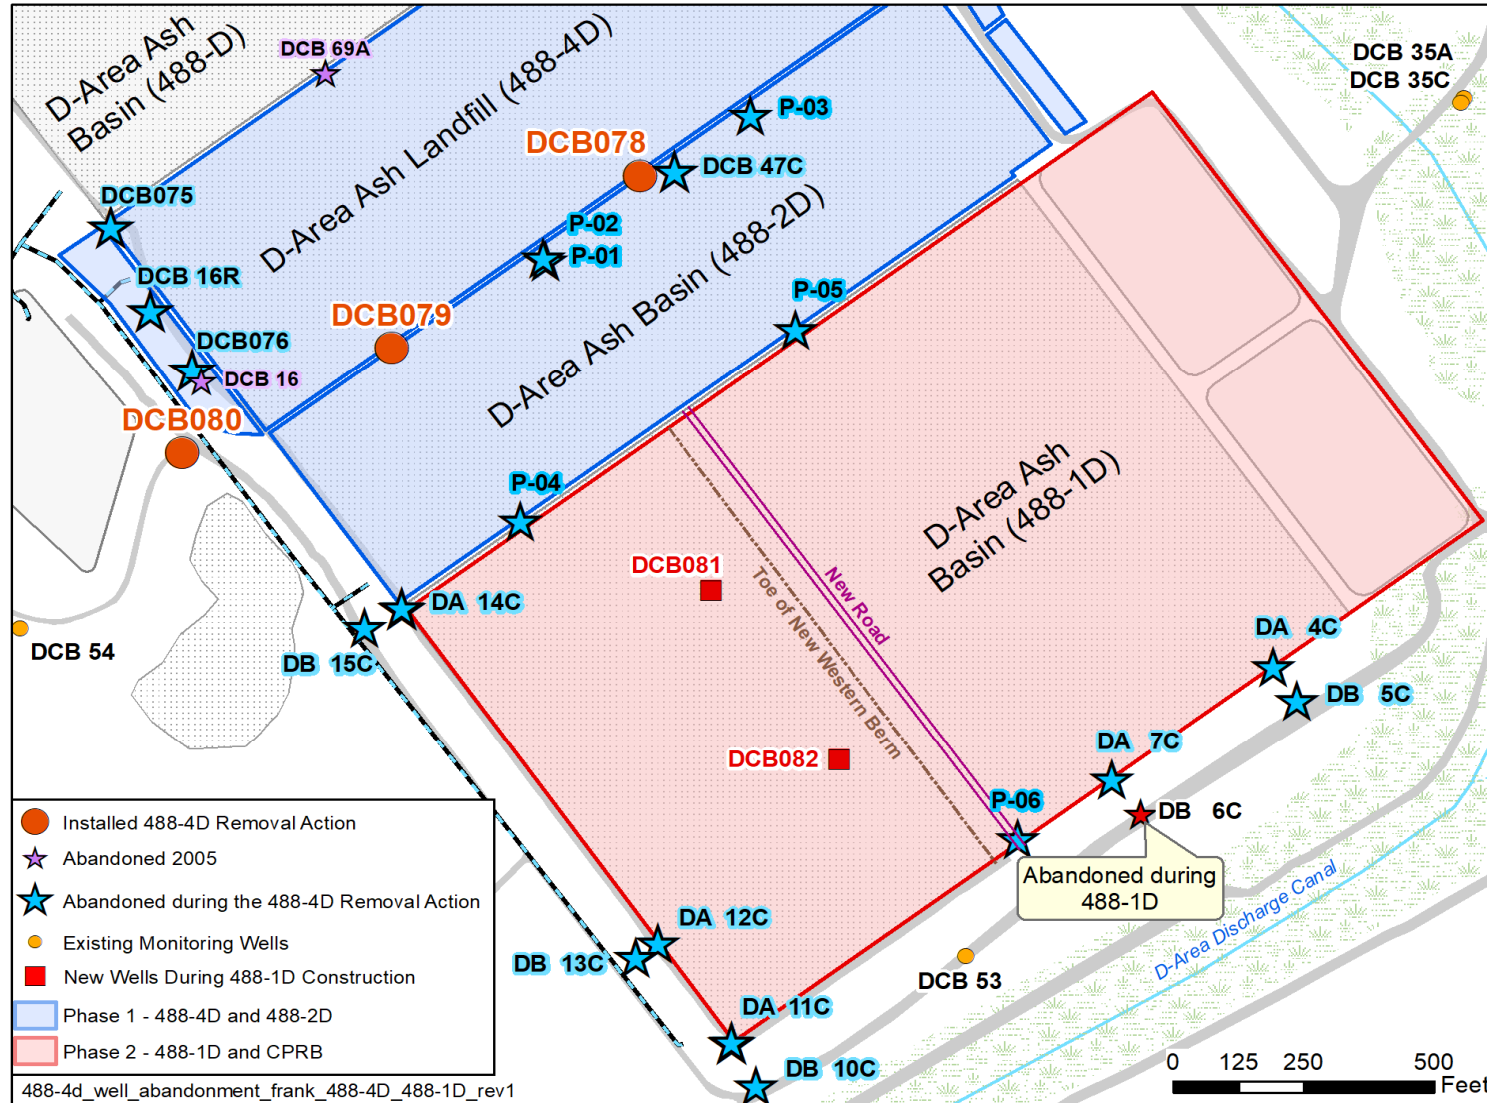 D-Area Ash
Basin (488-D)
DCB 69A
D-Area Ash Landfill (488-4D)
DCB 35A
DCB 35C
P-03
DCB078
DCB 47C
DCB075
P-02
P-01
D-Area Ash Basin (488-2D)
DCB 16R
P-05
DCB079
DCB076
DCB 16
DCB080
P-04
D-Area Ash
Basin (488-1D)
DCB081
New Road
Toe of New Western Berm
DA 14C
DB 15C
DCB 54
DA 4C
DB 5C
DCB082
DA 7C
P-06
DB 6C
Abandoned during
488-1D
D-Area Discharge Canal
DA 12C
DB 13C
DCB 53
DA 11C
DB 10C
Installed 488-4D Removal Action
Abandoned 2005
Abandoned during the 488-4D Removal Action
Existing Monitoring Wells
New Wells During 488-1D Construction
Phase 1 - 488-4D and 488-2D
Phase 2 - 488-1D and CPRB
488-4d_well_abandonment_frank_488-4D_488-1D_rev1
0 125 250 500
Feet